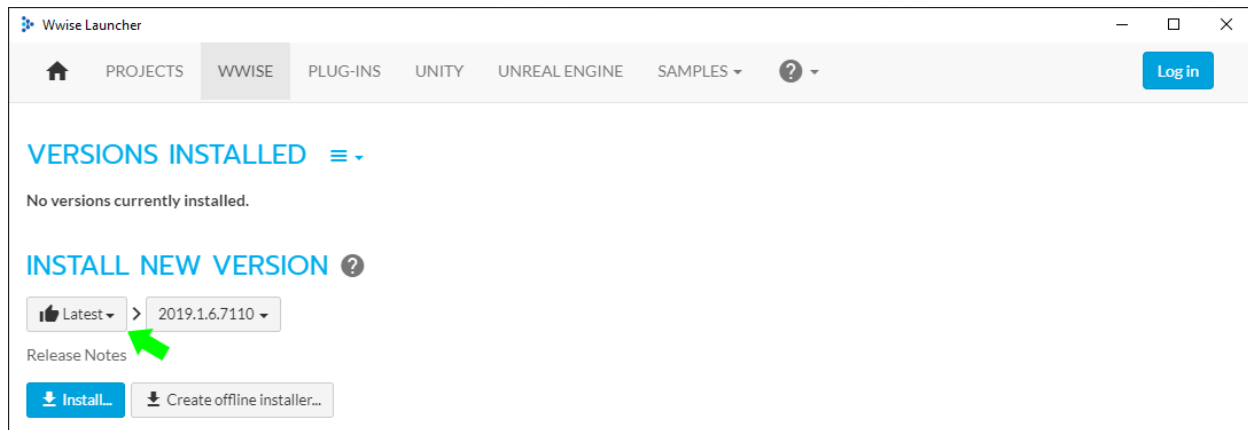 Wwise Launcher
PROJECTS WWISE PLUG-INS UNITY UNREAL ENGINE SAMPLES ? Log in
VERSIONS INSTALLED
No versions currently installed.
INSTALL NEW VERSION ?
Latest > 2019.1.6.7110
Release Notes
Install... Create offline installer...